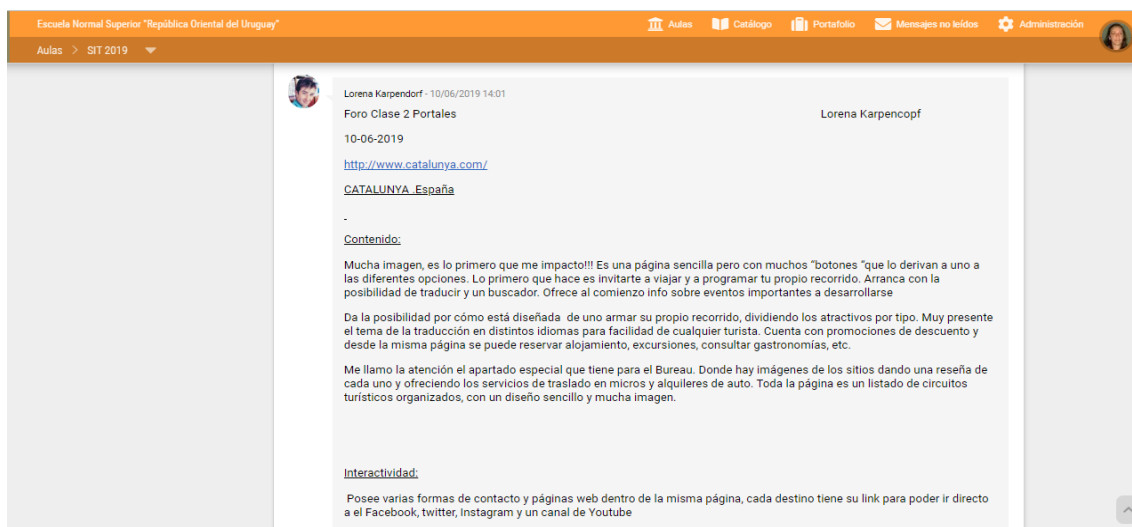 Escuela Normal Superior "República Oriental del Uruguay"
Aulas
Catálogo
Portafolio
Mensajes no leídos
Administración
Aulas > SIT 2019
Lorena Karpendorf - 10/06/2019 14:01
Foro Clase 2 Portales Lorena Karpencopf
10-06-2019
http://www.catalunya.com/
CATALUNYA .España
Contenido:
Mucha imagen, es lo primero que me impacto!!! Es una página sencilla pero con muchos "botones "que lo derivan a uno a
las diferentes opciones. Lo primero que hace es invitarte a viajar y a programar tu propio recorrido. Arranca con la
posibilidad de traducir y un buscador. Ofrece al comienzo info sobre eventos importantes a desarrollarse
Da la posibilidad por cómo está diseñada de uno armar su propio recorrido, dividiendo los atractivos por tipo. Muy presente
el tema de la traducción en distintos idiomas para facilidad de cualquier turista. Cuenta con promociones de descuento y
desde la misma página se puede reservar alojamiento, excursiones, consultar gastronomías, etc.
Me llamo la atención el apartado especial que tiene para el Bureau. Donde hay imágenes de los sitios dando una reseña de
cada uno y ofreciendo los servicios de traslado en micros y alquileres de auto. Toda la página es un listado de circuitos
turísticos organizados, con un diseño sencillo y mucha imagen.
Interactividad:
Posee varias formas de contacto y páginas web dentro de la misma página, cada destino tiene su link para poder ir directo
a el Facebook, twitter, Instagram y un canal de Youtube